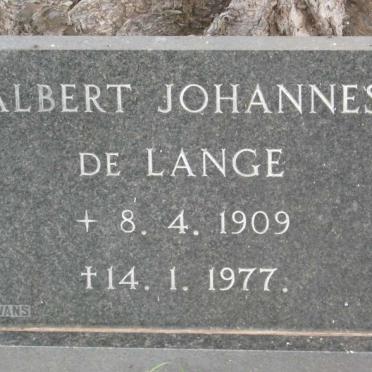 ALBERT JOHANNES
DE LANGE
+ 8. 4. 1909
†14. 1. 1977.